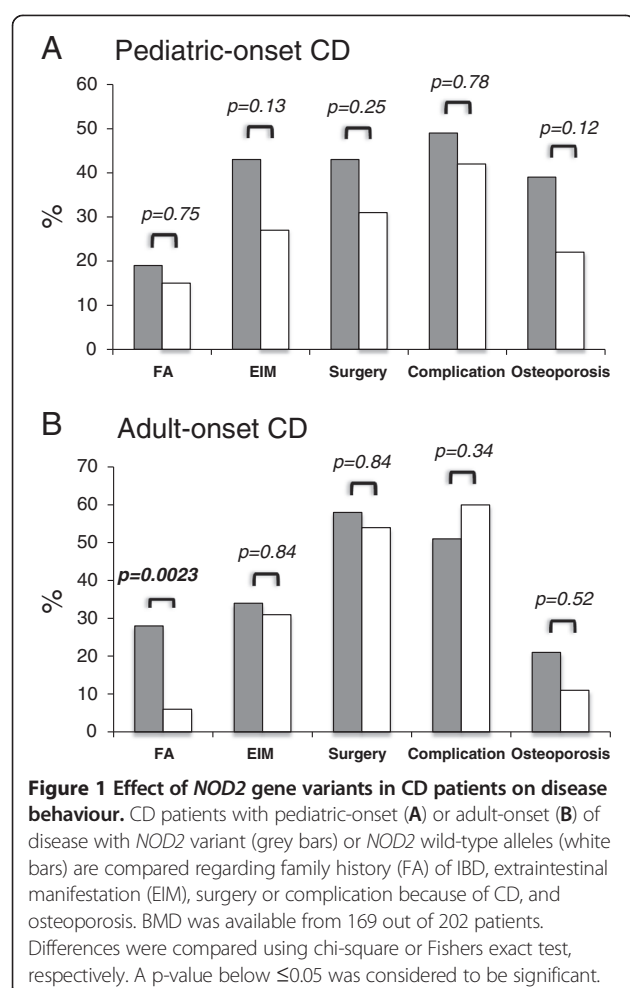 A Pediatric-onset CD
60
50
40
30
20
10
0
%
p=0.75
p=0.13
p=0.25
p=0.78
p=0.12
FA EIM Surgery Complication Osteoporosis
B Adult-onset CD
70
60
50
40
30
20
10
0
%
p=0.0023
p=0.84
p=0.84
p=0.34
p=0.52
FA EIM Surgery Complication Osteoporosis
Figure 1 Effect of NOD2 gene variants in CD patients on disease
behaviour. CD patients with pediatric-onset (A) or adult-onset (B) of
disease with NOD2 variant (grey bars) or NOD2 wild-type alleles (white
bars) are compared regarding family history (FA) of IBD, extraintestinal
manifestation (EIM), surgery or complication because of CD, and
osteoporosis. BMD was available from 169 out of 202 patients.
Differences were compared using chi-square or Fishers exact test,
respectively. A p-value below ≤0.05 was considered to be significant.